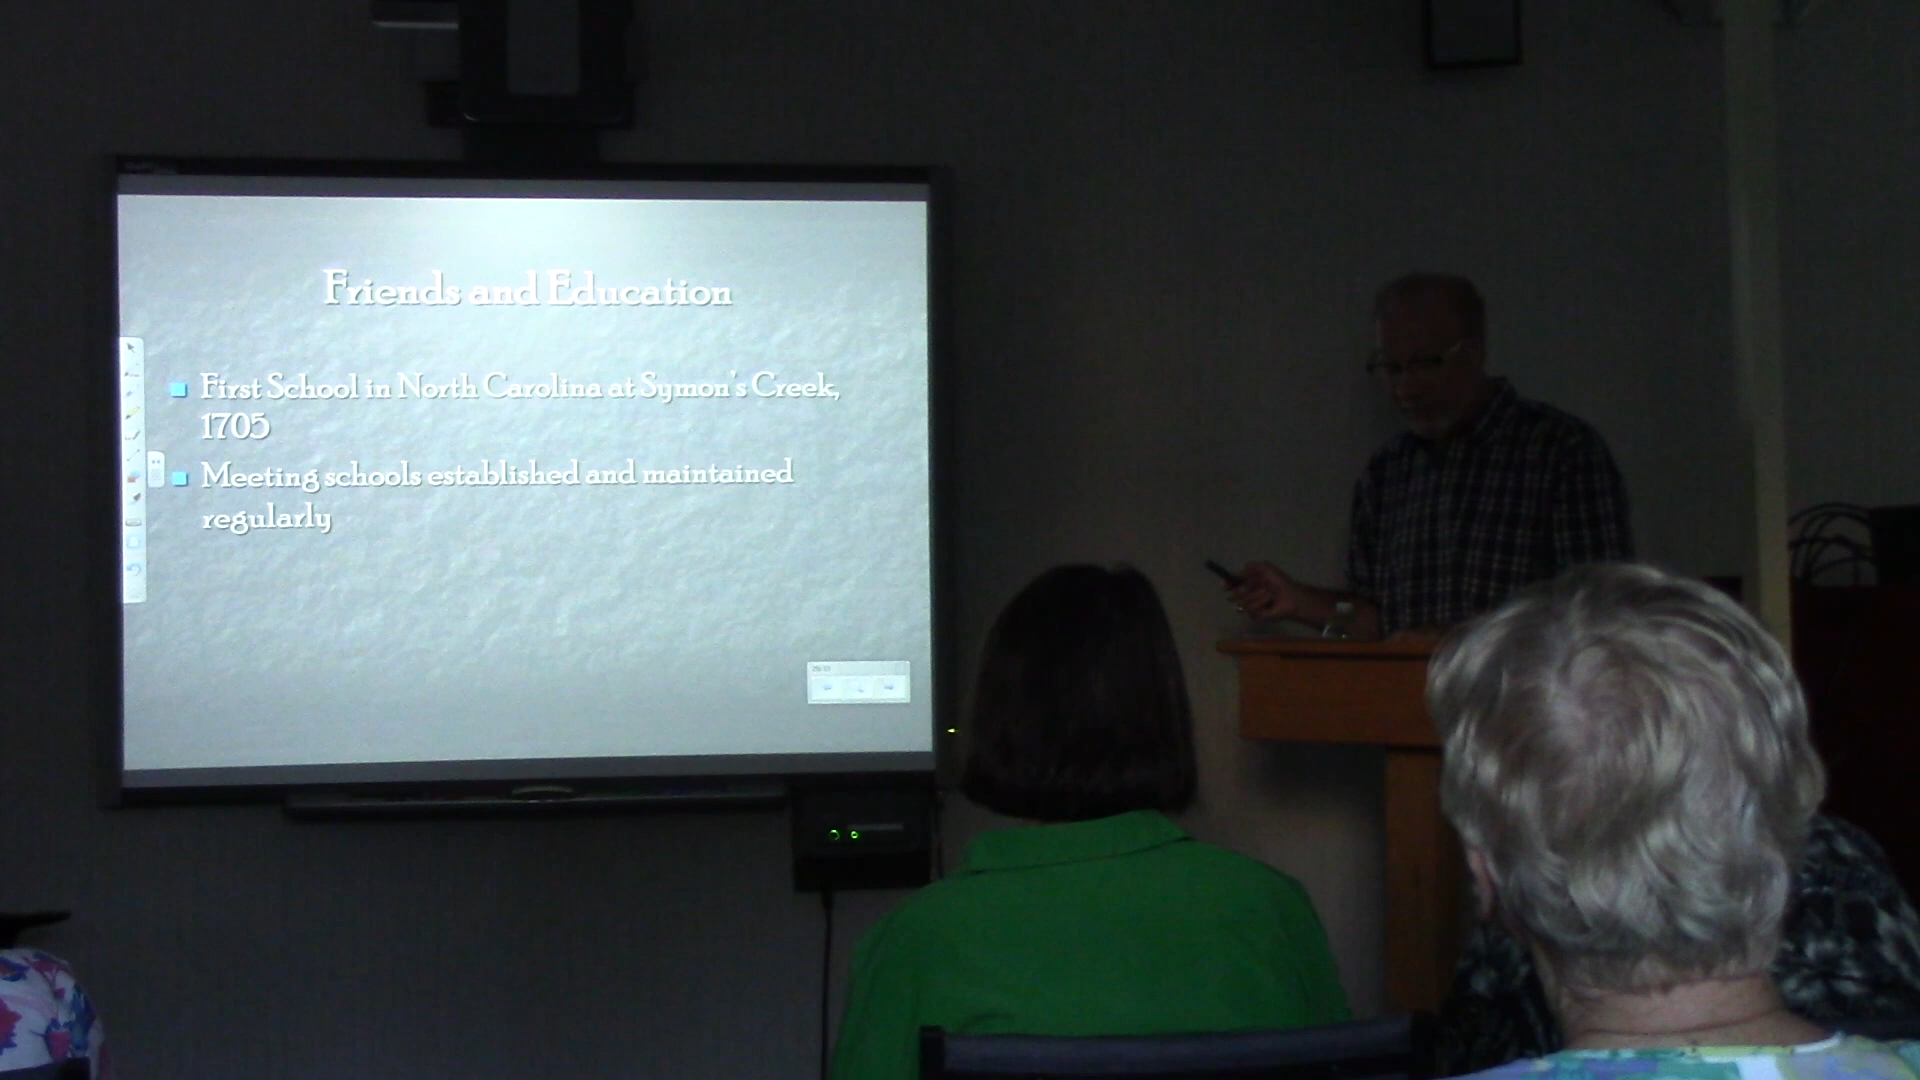 Friends and Education
First School in North Carolina at Symon's Creek,
1705
Meeting schools established and maintained
regularly